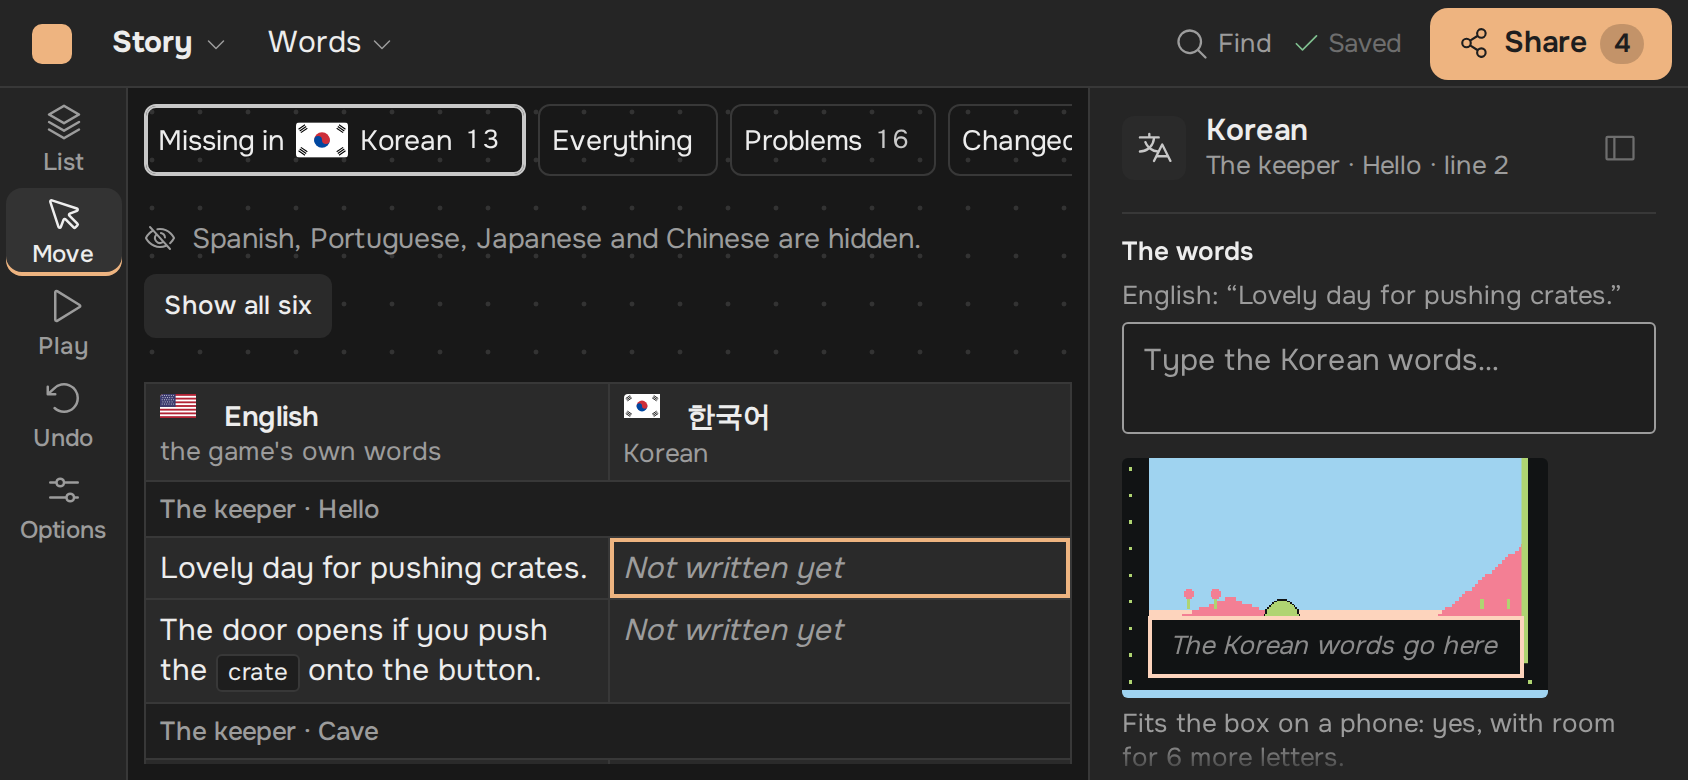 Story Words Find Saved Share 4
List
Move
Play
Undo
Options
Missing in Korean 13 Everything Problems 16 Changed
Spanish, Portuguese, Japanese and Chinese are hidden.
Show all six
English
the game's own words
한국어
Korean
The keeper · Hello
Lovely day for pushing crates. Not written yet
The door opens if you push
the crate onto the button.
Not written yet
The keeper · Cave
Korean
The keeper · Hello · line 2
The words
English: “Lovely day for pushing crates.”
Type the Korean words...
The Korean words go here
Fits the box on a phone: yes, with room
for 6 more letters.